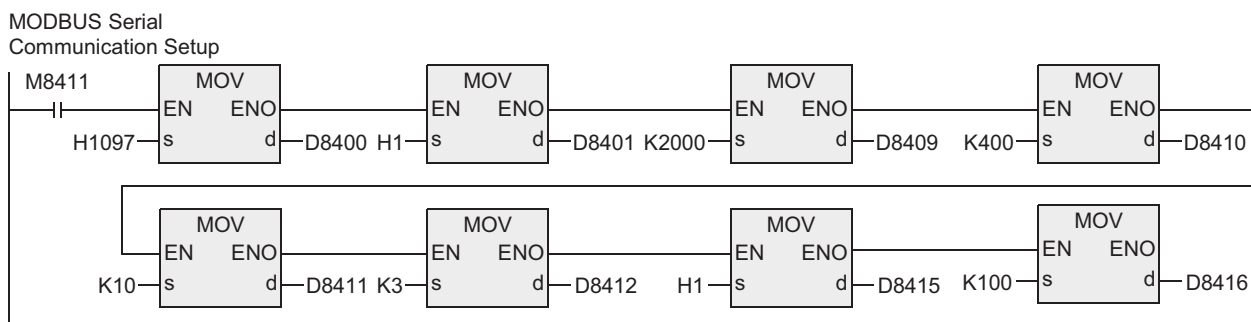 MODBUS Serial
Communication Setup
M8411
MOV MOV MOV MOV
EN ENO EN ENO EN ENO EN ENO
H1097 s d D8400 H1 s d D8401 K2000 s d D8409 K400 s d D8410
MOV MOV MOV MOV
EN ENO EN ENO EN ENO EN ENO
K10 s d D8411 K3 s d D8412 H1 s d D8415 K100 s d D8416